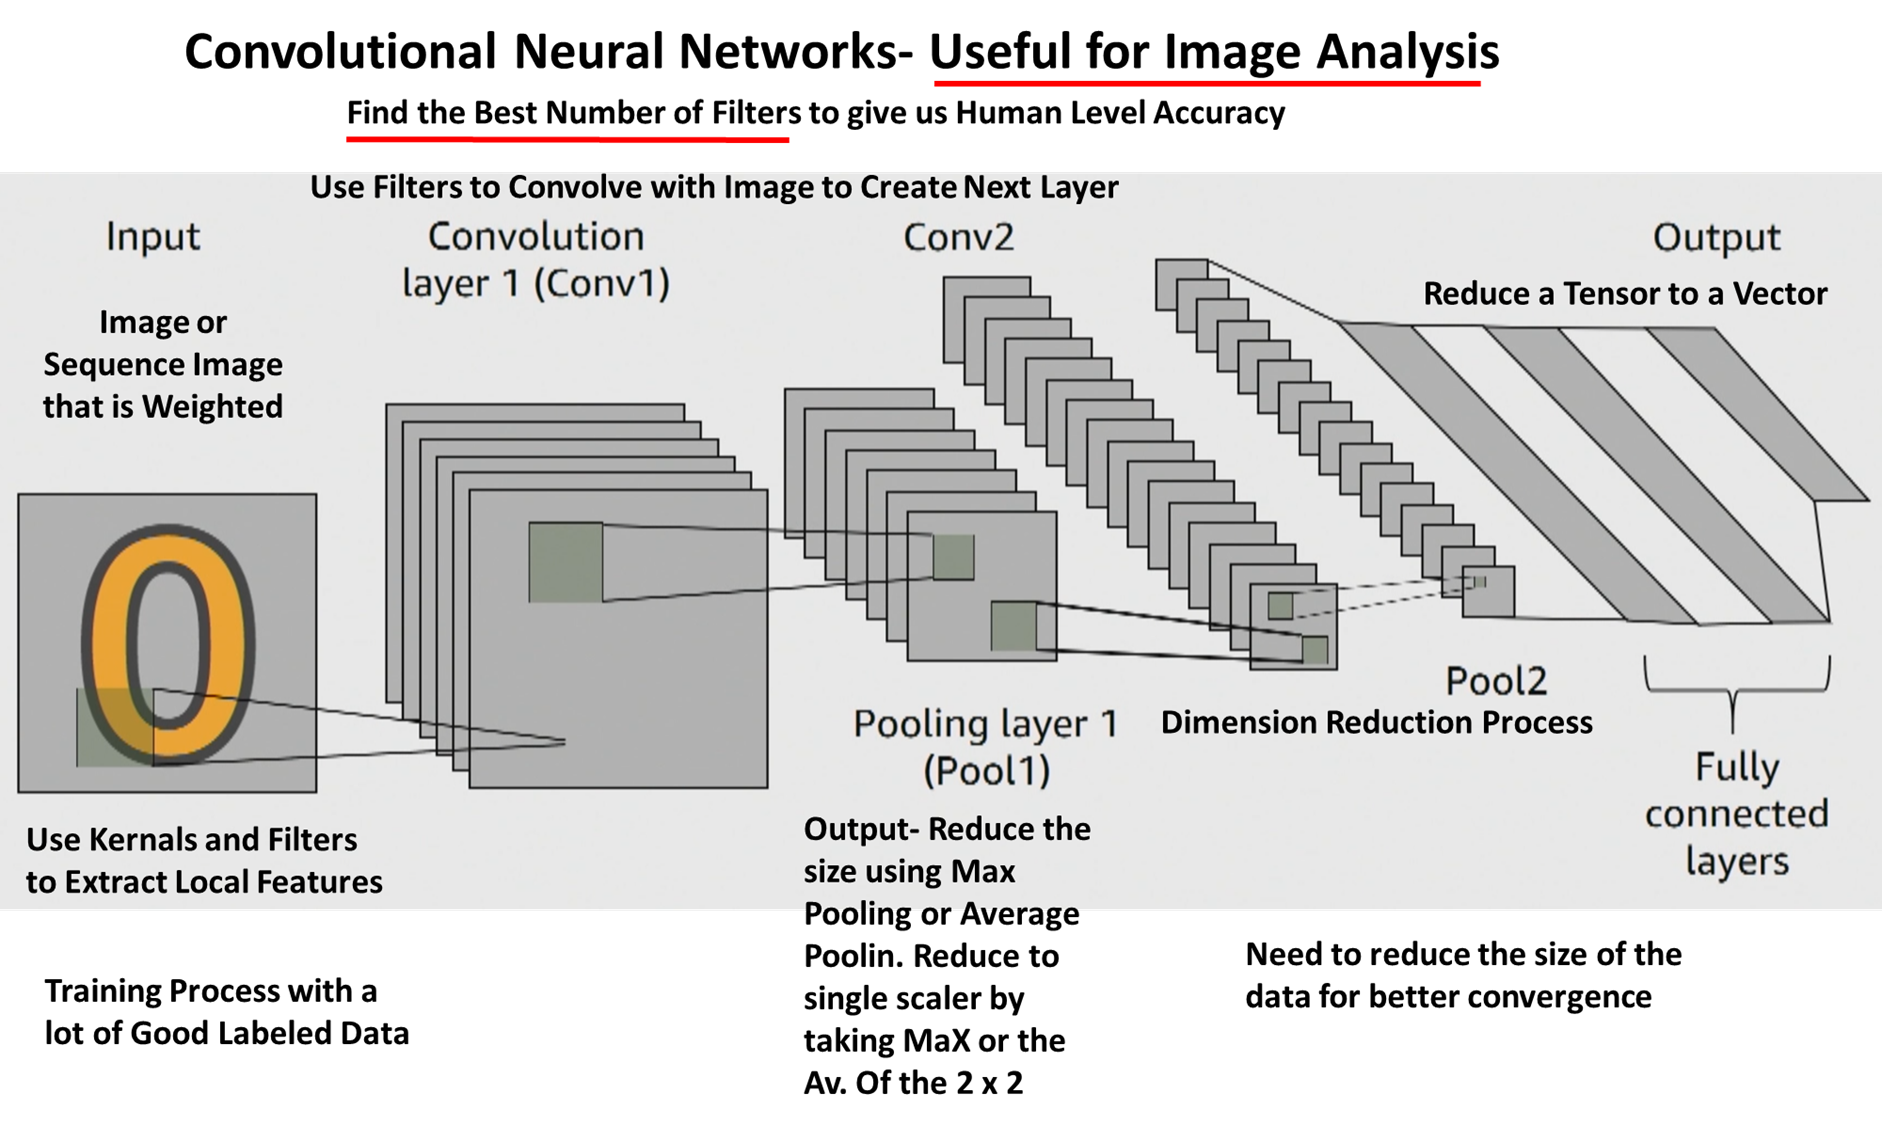 Convolutional Neural Networks- Useful for Image Analysis
Find the Best Number of Filters to give us Human Level Accuracy
Use Filters to Convolve with Image to Create Next Layer
Input
Image or
Sequence Image
that is Weighted
0
Use Kernals and Filters
to Extract Local Features
Training Process with a
lot of Good Labeled Data
Convolution
layer 1 (Conv1)
Pooling layer 1
(Pool1)
Output- Reduce the
size using Max
Pooling or Average
Poolin. Reduce to
single scaler by
taking MaX or the
Av. Of the 2 x 2
Conv2
Pool2
Dimension Reduction Process
Need to reduce the size of the
data for better convergence
Output
Reduce a Tensor to a Vector
Fully
connected
layers